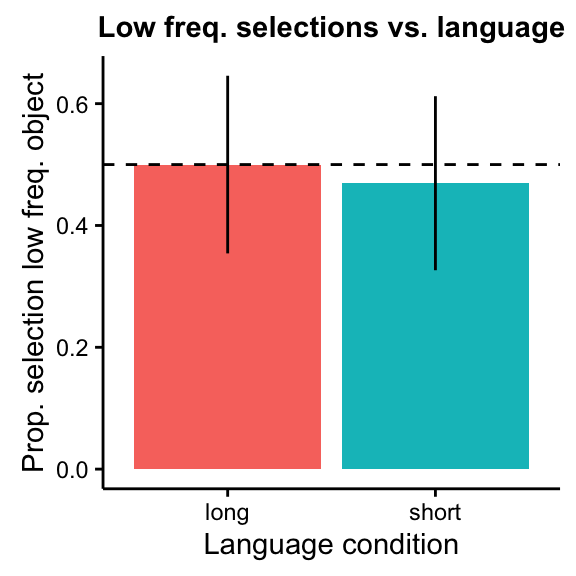 Low freq. selections vs. language
Prop. selection low freq. object
0.6
0.4
0.2
0.0
long short
Language condition